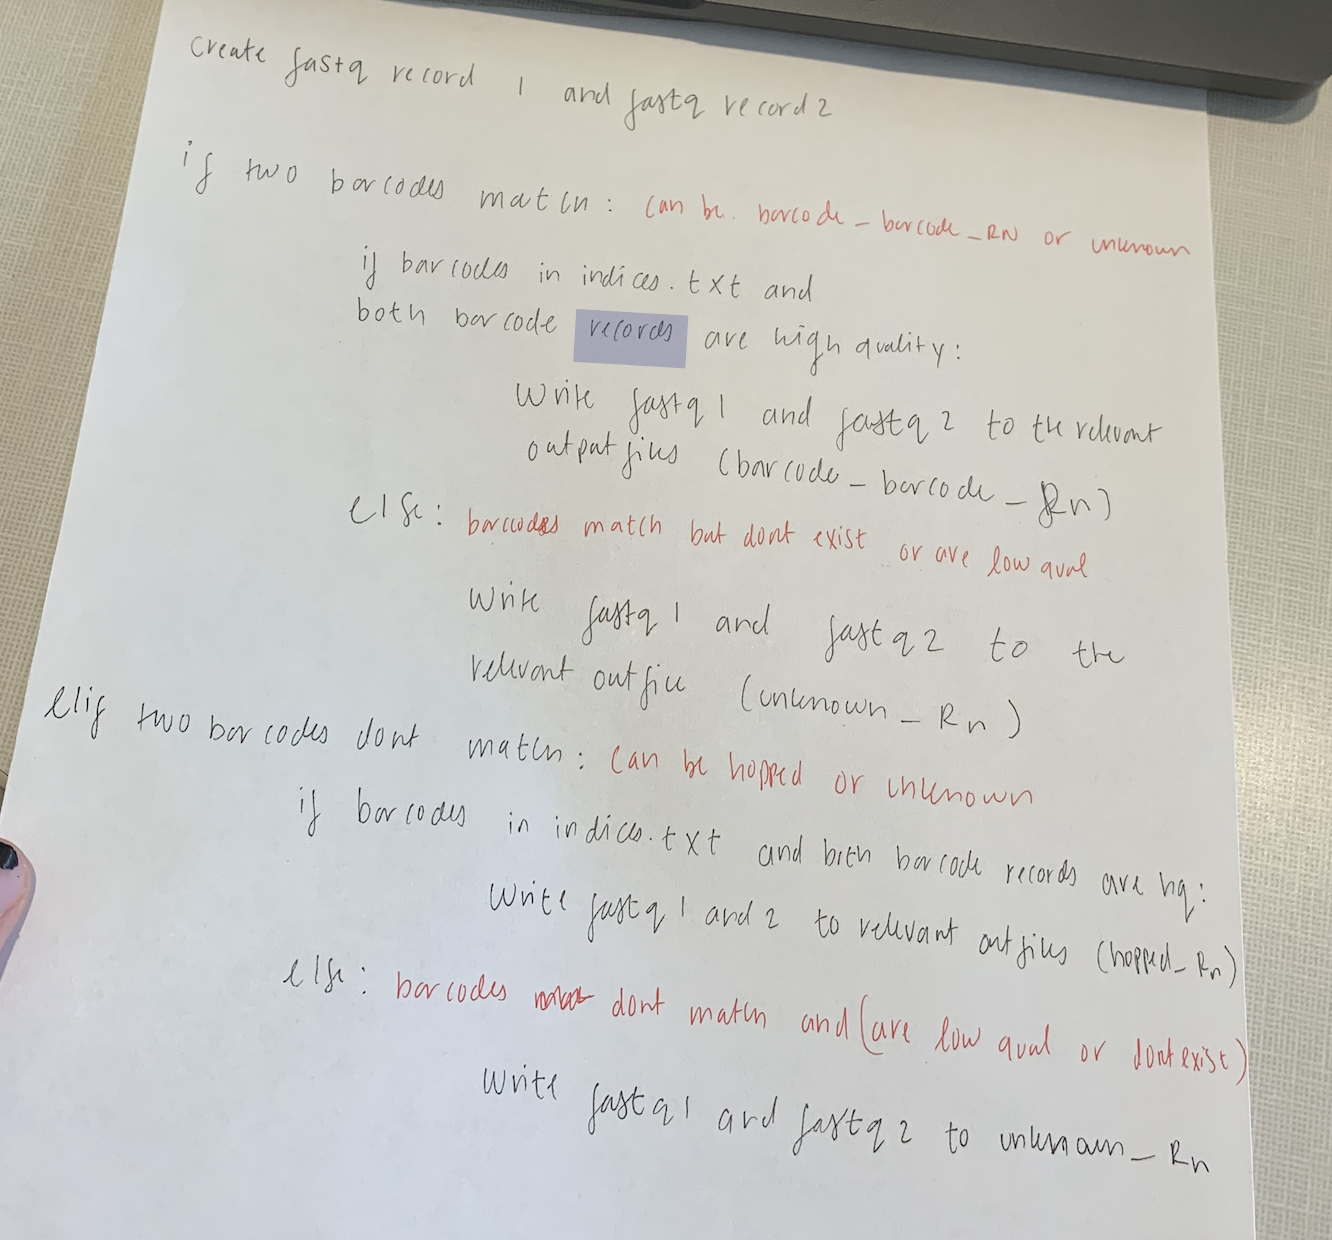 create fastq record 1 and fastq record 2
if two barcodes match: can be barcode_barcode_RN or unknown
if barcodes in indices.txt and
both barcode records are high quality:
Write fastq 1 and fastq 2 to the relevant
output files (barcode_barcode_Rn)
else: barcodes match but dont exist or are low qual
Write fastq 1 and fastq 2 to the
relevant outfile (unknown_Rn)
elif two barcodes dont match: can be hopped or unknown
if barcodes in indices.txt and both barcode records are hq:
Write fastq 1 and 2 to relevant outfiles (hopped_Rn)
else: barcodes dont match and (are low qual or dont exist)
Write fastq 1 and fastq 2 to unknown_Rn